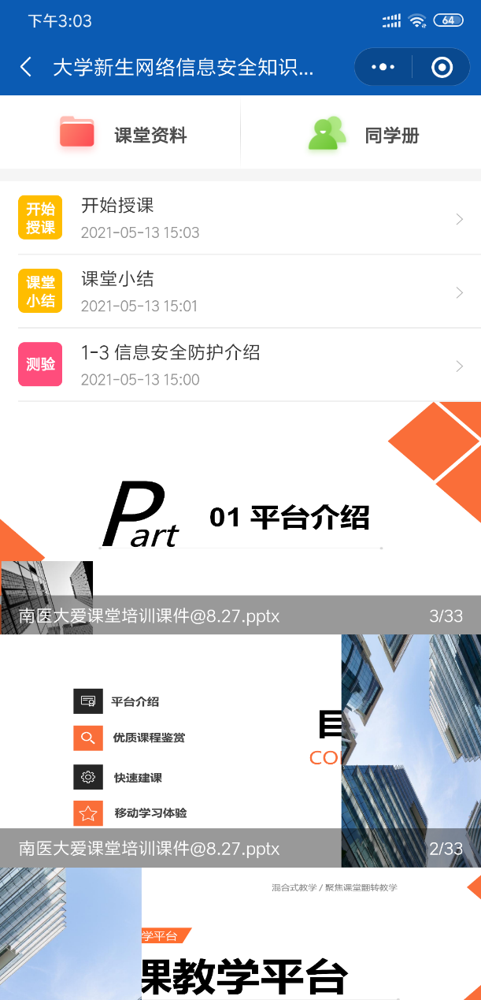 下午3:03
64
大学新生网络信息安全知识...
课堂资料
同学册
开始授课
开始授课
2021-05-13 15:03
课堂小结
课堂小结
2021-05-13 15:01
测验
1-3 信息安全防护介绍
2021-05-13 15:00
Part
01 平台介绍
南医大爱课堂培训课件@8.27.pptx
3/33
平台介绍
优质课程鉴赏
快速建课
移动学习体验
目
CO
南医大爱课堂培训课件@8.27.pptx
2/33
混合式教学 / 聚焦课堂翻转教学
学平台
课教学平台